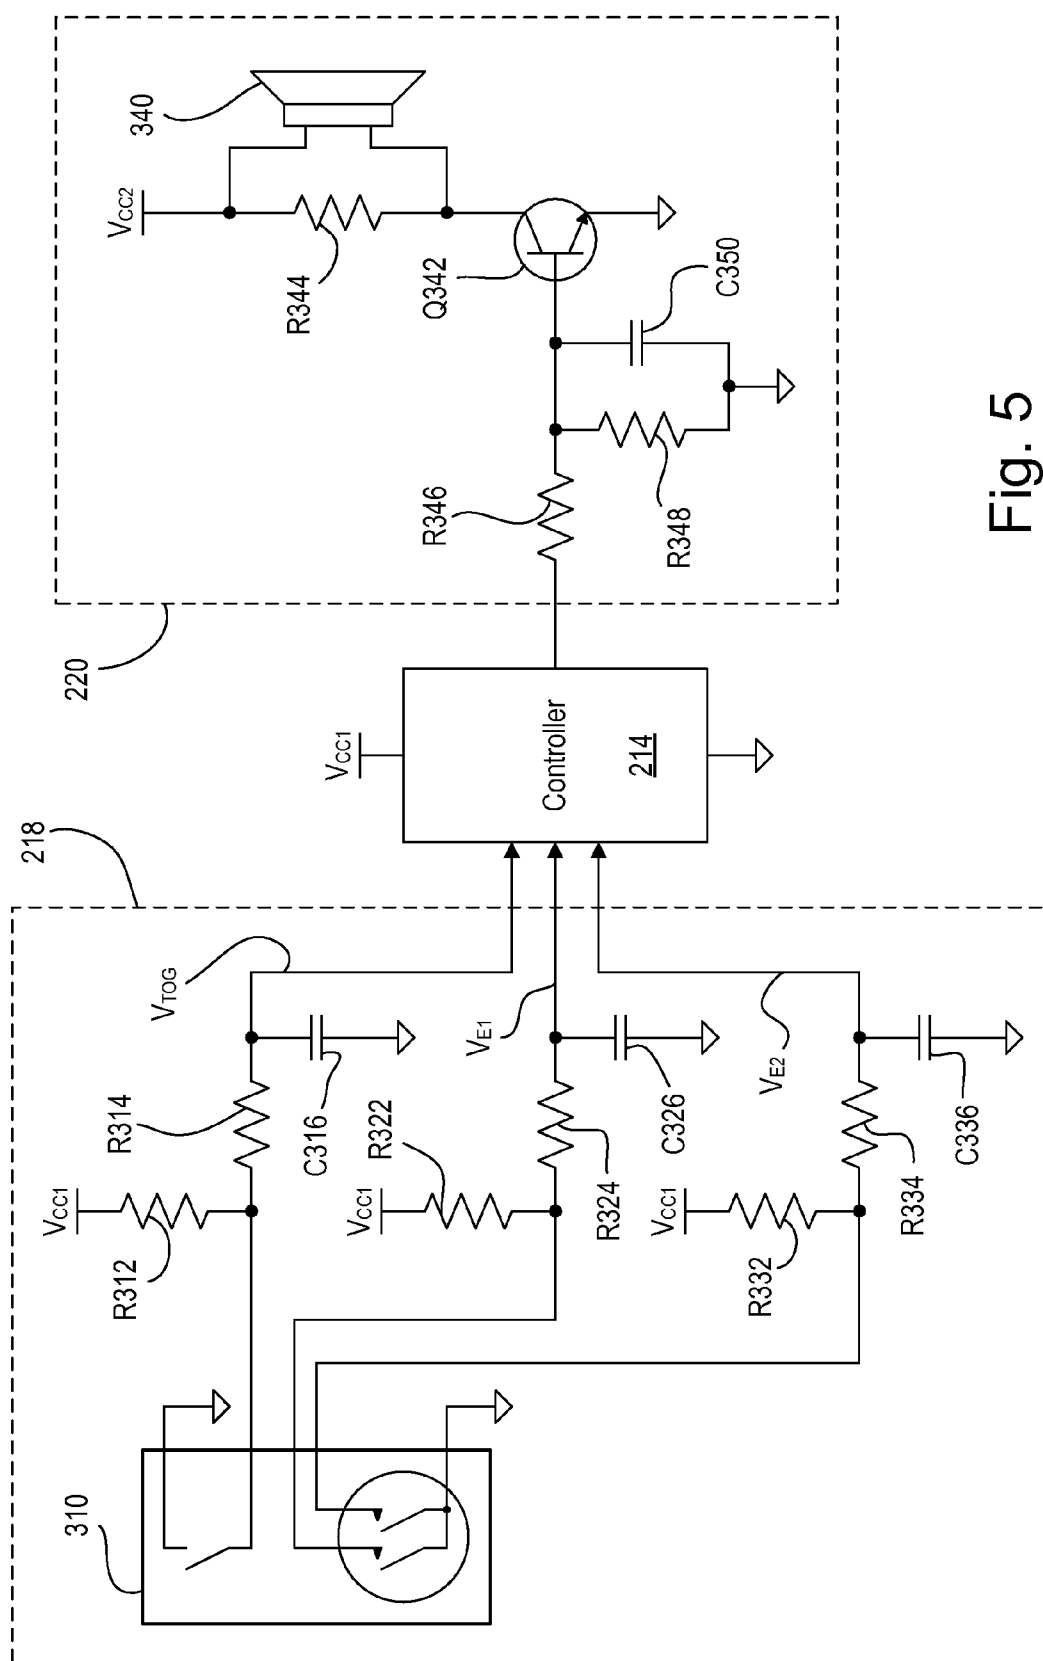 218
310
VCC1
R312
R314
VTOG
C316
VCC1
R322
R324
VE1
C326
VCC1
R332
R334
VE2
C336
VCC1
Controller
214
220
VCC2
R344
340
Q342
R346
R348
C350
Fig. 5